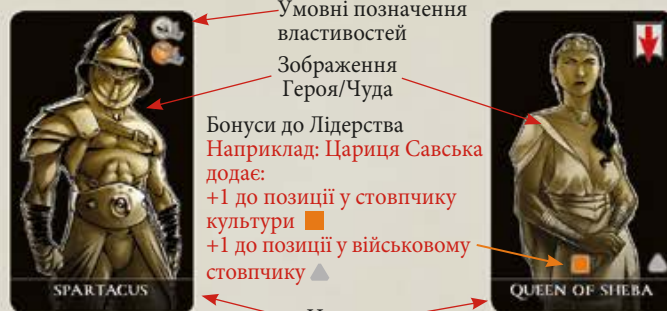 Умовні позначення
властивостей
Зображення
Героя/Чуда
Бонуси до Лідерства
Наприклад: Цариця Савська
додає:
+1 до позиції у стовпчику
культури
+1 до позиції у військовому
стовпчику
SPARTACUS
QUEEN OF SHEBA